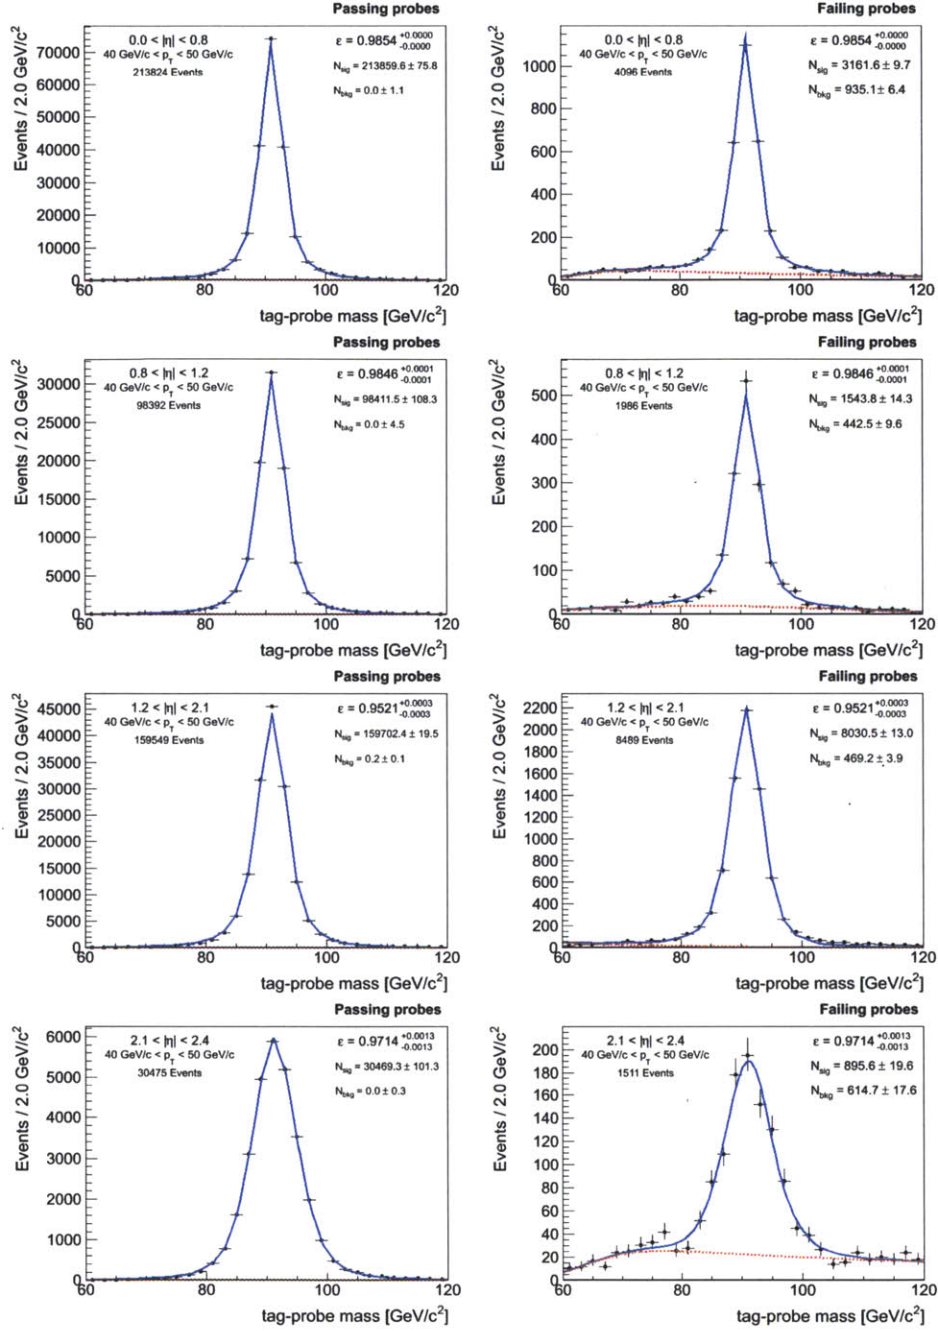 Passing probes
Events / 2.0 GeV/c²
0.0 < |η| < 0.8
40 GeV/c < p_T < 50 GeV/c
213824 Events
ε = 0.9854 +0.0000 -0.0000
N_sig = 213859.6 ± 75.8
N_bkg = 0.0 ± 1.1
70000
60000
50000
40000
30000
20000
10000
0
60 80 100 120
tag-probe mass [GeV/c²]
Failing probes
Events / 2.0 GeV/c²
0.0 < |η| < 0.8
40 GeV/c < p_T < 50 GeV/c
4096 Events
ε = 0.9854 +0.0000 -0.0000
N_sig = 3161.6 ± 9.7
N_bkg = 935.1 ± 6.4
1000
800
600
400
200
0
60 80 100 120
tag-probe mass [GeV/c²]
Passing probes
Events / 2.0 GeV/c²
0.8 < |η| < 1.2
40 GeV/c < p_T < 50 GeV/c
98392 Events
ε = 0.9846 +0.0001 -0.0001
N_sig = 98411.5 ± 108.3
N_bkg = 0.0 ± 4.5
30000
25000
20000
15000
10000
5000
0
60 80 100 120
tag-probe mass [GeV/c²]
Failing probes
Events / 2.0 GeV/c²
0.8 < |η| < 1.2
40 GeV/c < p_T < 50 GeV/c
1986 Events
ε = 0.9846 +0.0001 -0.0001
N_sig = 1543.8 ± 14.3
N_bkg = 442.5 ± 9.6
500
400
300
200
100
0
60 80 100 120
tag-probe mass [GeV/c²]
Passing probes
Events / 2.0 GeV/c²
1.2 < |η| < 2.1
40 GeV/c < p_T < 50 GeV/c
159549 Events
ε = 0.9521 +0.0003 -0.0003
N_sig = 159702.4 ± 19.5
N_bkg = 0.2 ± 0.1
45000
40000
35000
30000
25000
20000
15000
10000
5000
0
60 80 100 120
tag-probe mass [GeV/c²]
Failing probes
Events / 2.0 GeV/c²
1.2 < |η| < 2.1
40 GeV/c < p_T < 50 GeV/c
8489 Events
ε = 0.9521 +0.0003 -0.0003
N_sig = 8030.5 ± 13.0
N_bkg = 469.2 ± 3.9
2200
2000
1800
1600
1400
1200
1000
800
600
400
200
0
60 80 100 120
tag-probe mass [GeV/c²]
Passing probes
Events / 2.0 GeV/c²
2.1 < |η| < 2.4
40 GeV/c < p_T < 50 GeV/c
30475 Events
ε = 0.9714 +0.0013 -0.0013
N_sig = 30469.3 ± 101.3
N_bkg = 0.0 ± 0.3
6000
5000
4000
3000
2000
1000
0
60 80 100 120
tag-probe mass [GeV/c²]
Failing probes
Events / 2.0 GeV/c²
2.1 < |η| < 2.4
40 GeV/c < p_T < 50 GeV/c
1511 Events
ε = 0.9714 +0.0013 -0.0013
N_sig = 895.6 ± 19.6
N_bkg = 614.7 ± 17.6
200
180
160
140
120
100
80
60
40
20
0
60 80 100 120
tag-probe mass [GeV/c²]